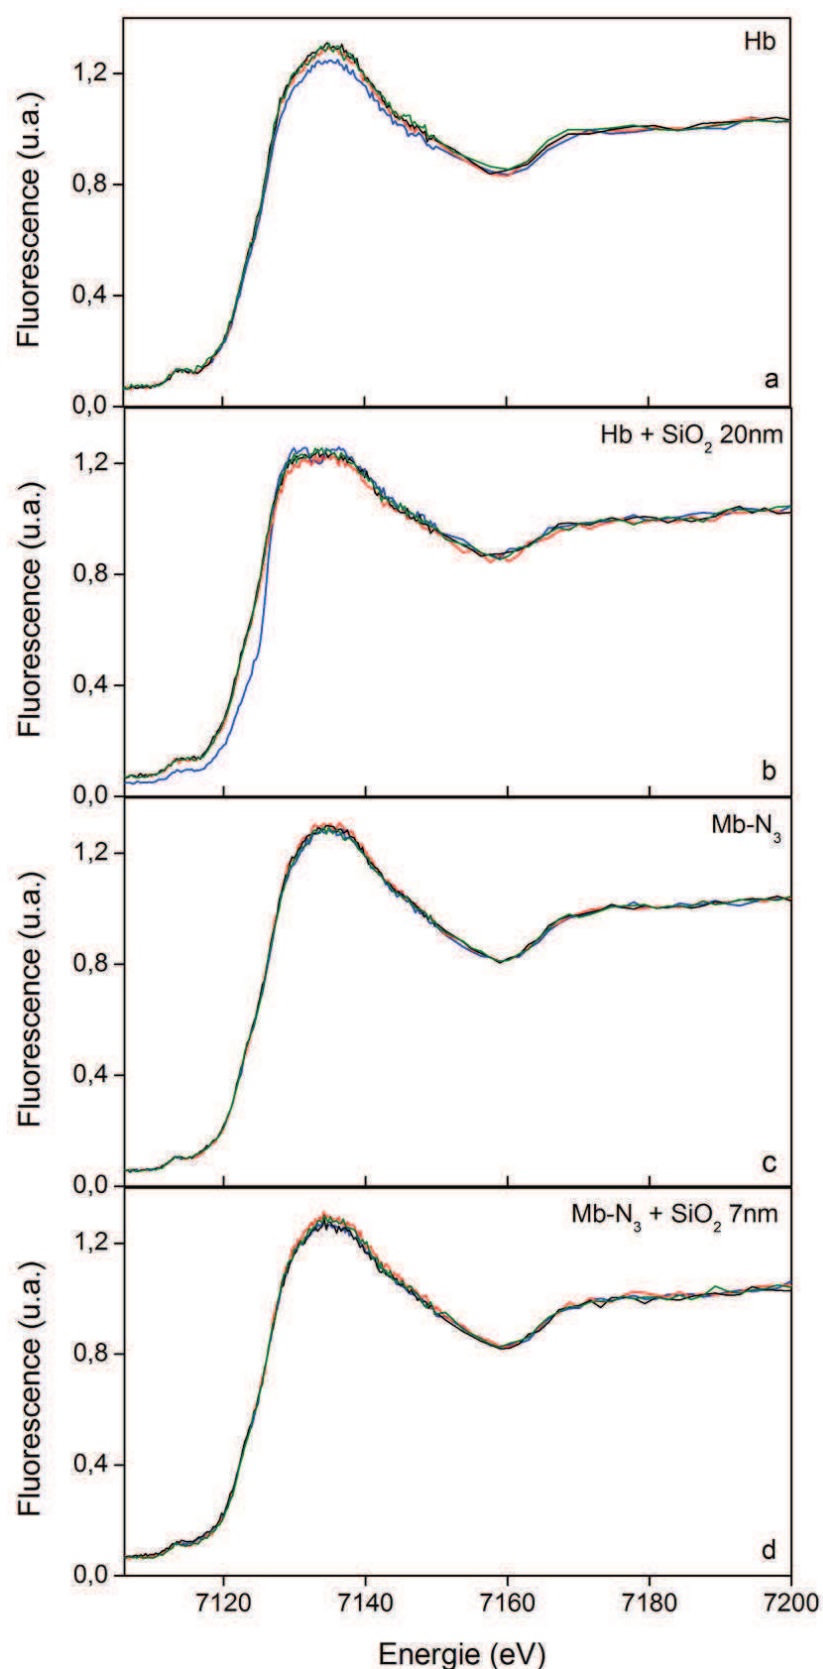 Hb
1,2
0,8
0,4
0,0
Fluorescence (u.a.)
a
Hb + SiO₂ 20nm
1,2
0,8
0,4
0,0
Fluorescence (u.a.)
b
Mb-N₃
1,2
0,8
0,4
0,0
Fluorescence (u.a.)
c
Mb-N₃ + SiO₂ 7nm
1,2
0,8
0,4
0,0
Fluorescence (u.a.)
d
7120 7140 7160 7180 7200
Energie (eV)